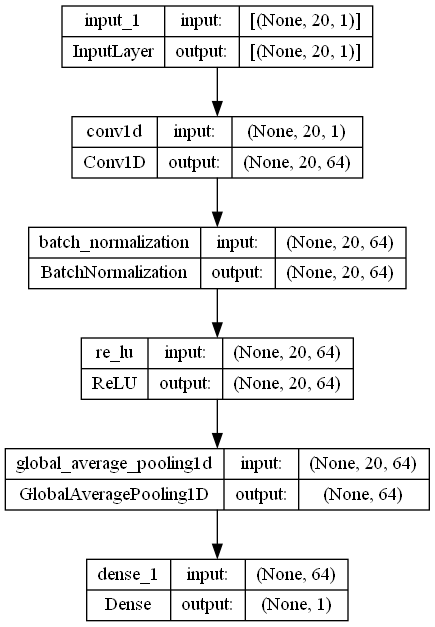 input_1 input: [(None, 20, 1)]
InputLayer output: [(None, 20, 1)]
conv1d input: (None, 20, 1)
Conv1D output: (None, 20, 64)
batch_normalization input: (None, 20, 64)
BatchNormalization output: (None, 20, 64)
re_lu input: (None, 20, 64)
ReLU output: (None, 20, 64)
global_average_pooling1d input: (None, 20, 64)
GlobalAveragePooling1D output: (None, 64)
dense_1 input: (None, 64)
Dense output: (None, 1)